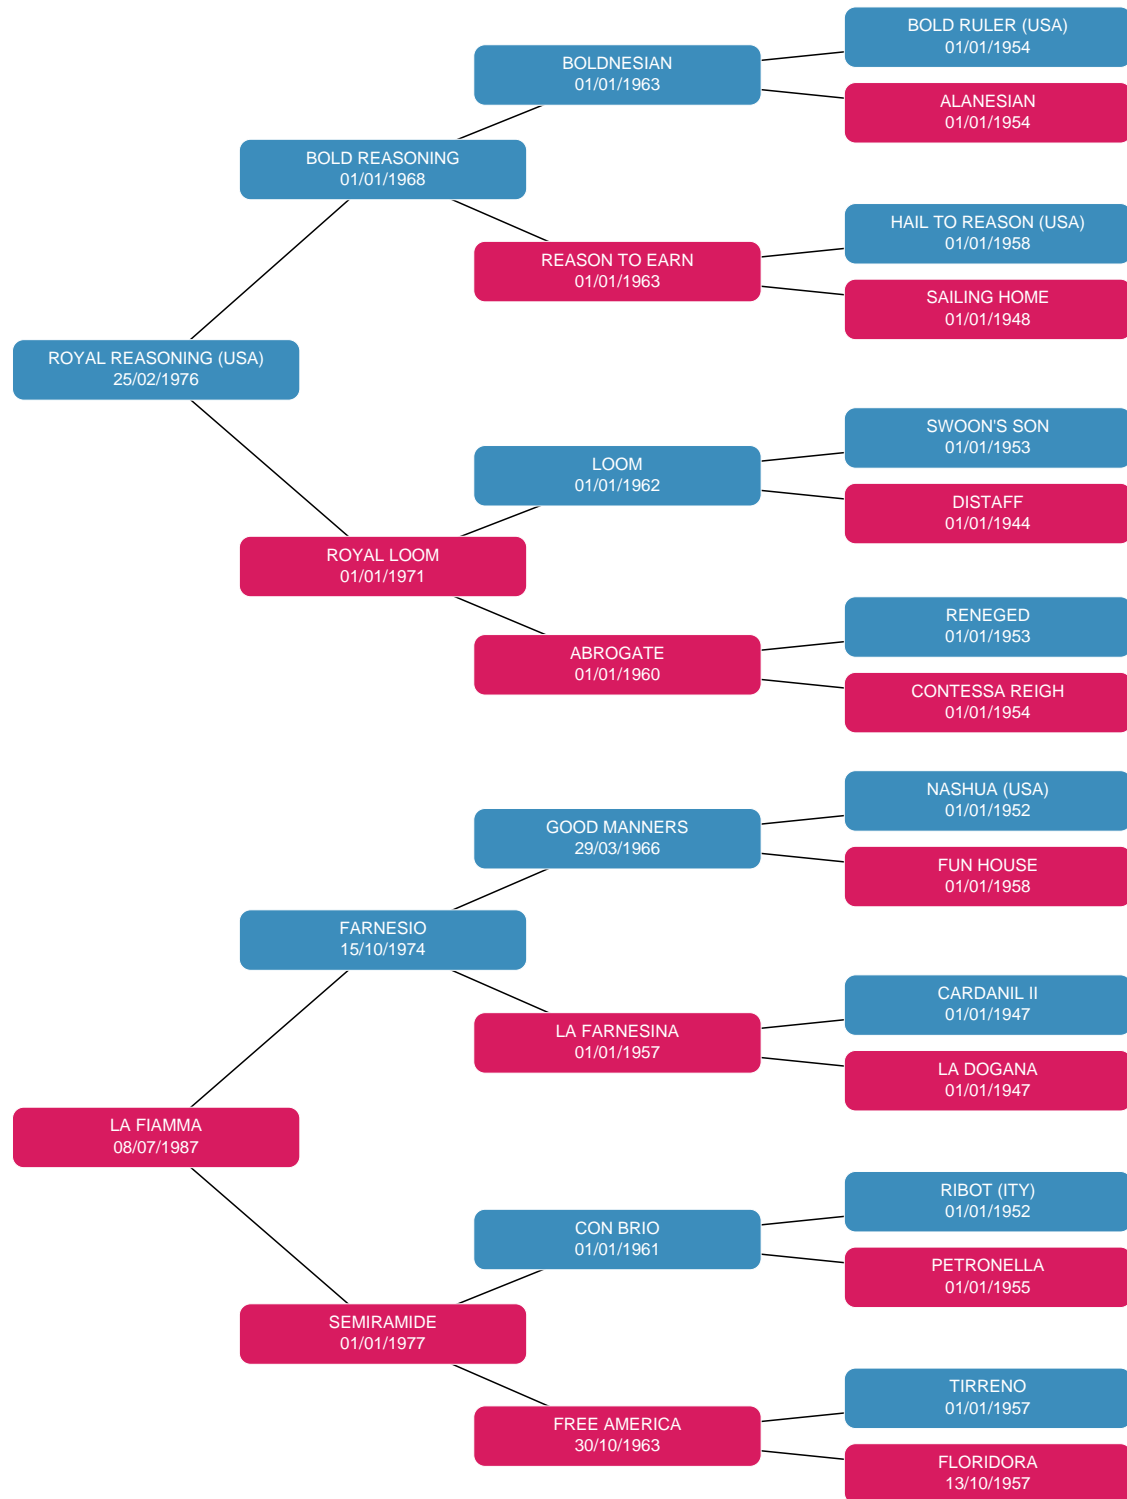 BOLD RULER (USA)
01/01/1954
BOLDNESIAN
01/01/1963
ALANESIAN
01/01/1954
BOLD REASONING
01/01/1968
HAIL TO REASON (USA)
01/01/1958
REASON TO EARN
01/01/1963
SAILING HOME
01/01/1948
ROYAL REASONING (USA)
25/02/1976
SWOON'S SON
01/01/1953
LOOM
01/01/1962
DISTAFF
01/01/1944
ROYAL LOOM
01/01/1971
RENEGED
01/01/1953
ABROGATE
01/01/1960
CONTESSA REIGH
01/01/1954
NASHUA (USA)
01/01/1952
GOOD MANNERS
29/03/1966
FUN HOUSE
01/01/1958
FARNESIO
15/10/1974
CARDANIL II
01/01/1947
LA FARNESINA
01/01/1957
LA DOGANA
01/01/1947
LA FIAMMA
08/07/1987
RIBOT (ITY)
01/01/1952
CON BRIO
01/01/1961
PETRONELLA
01/01/1955
SEMIRAMIDE
01/01/1977
TIRRENO
01/01/1957
FREE AMERICA
30/10/1963
FLORIDORA
13/10/1957